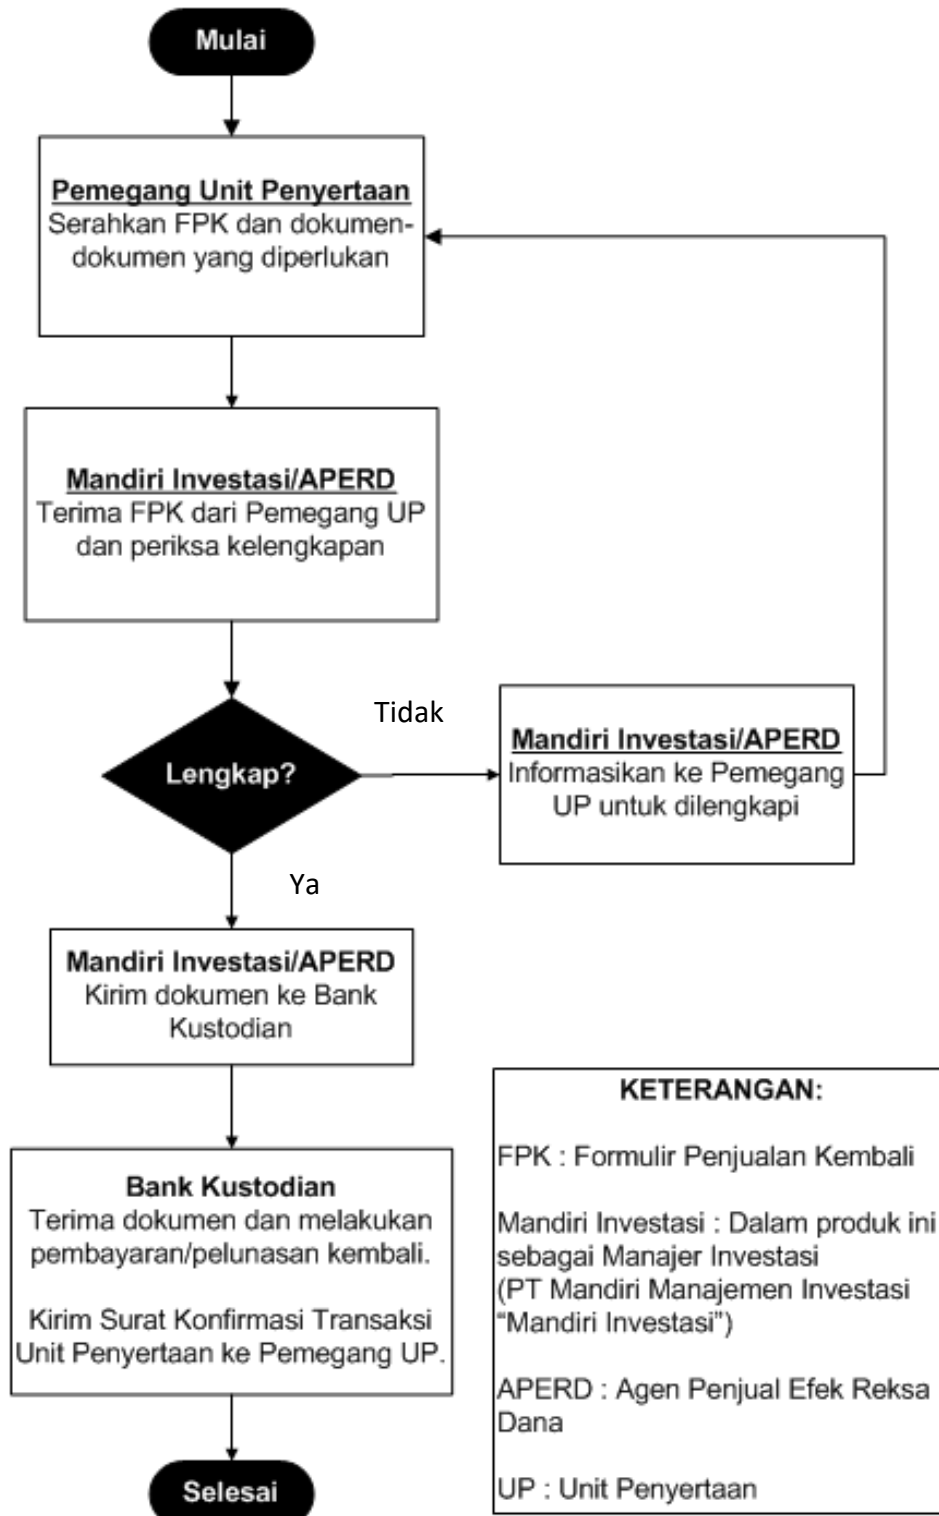 Mulai
Pemegang Unit Penyertaan
Serahkan FPK dan dokumen-
dokumen yang diperlukan
Mandiri Investasi/APERD
Terima FPK dari Pemegang UP
dan periksa kelengkapan
Lengkap?
Tidak
Mandiri Investasi/APERD
Informasikan ke Pemegang
UP untuk dilengkapi
Ya
Mandiri Investasi/APERD
Kirim dokumen ke Bank
Kustodian
Bank Kustodian
Terima dokumen dan melakukan
pembayaran/pelunasan kembali.
Kirim Surat Konfirmasi Transaksi
Unit Penyertaan ke Pemegang UP.
Selesai
KETERANGAN:
FPK : Formulir Penjualan Kembali
Mandiri Investasi : Dalam produk ini
sebagai Manajer Investasi
(PT Mandiri Manajemen Investasi
“Mandiri Investasi”)
APERD : Agen Penjual Efek Reksa
Dana
UP : Unit Penyertaan